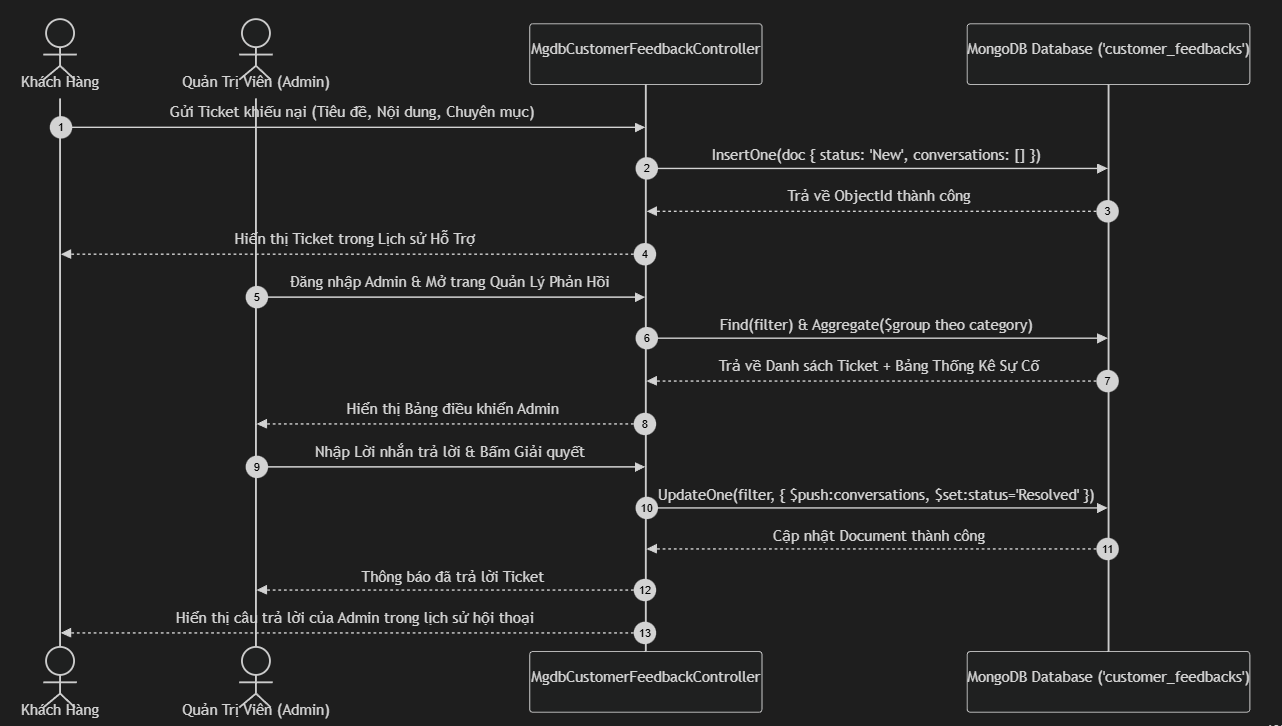 Khách Hàng
Quản Trị Viên (Admin)
MgdbCustomerFeedbackController
MongoDB Database ('customer_feedbacks')
Gửi Ticket khiếu nại (Tiêu đề, Nội dung, Chuyên mục)
1
InsertOne(doc { status: 'New', conversations: [] })
2
Trả về ObjectId thành công
3
Hiển thị Ticket trong Lịch sử Hỗ Trợ
4
Đăng nhập Admin & Mở trang Quản Lý Phản Hồi
5
Find(filter) & Aggregate($group theo category)
6
Trả về Danh sách Ticket + Bảng Thống Kê Sự Cố
7
Hiển thị Bảng điều khiển Admin
8
Nhập Lời nhắn trả lời & Bấm Giải quyết
9
UpdateOne(filter, { $push:conversations, $set:status='Resolved' })
10
Cập nhật Document thành công
11
Thông báo đã trả lời Ticket
12
Hiển thị câu trả lời của Admin trong lịch sử hội thoại
13
Khách Hàng
Quản Trị Viên (Admin)
MgdbCustomerFeedbackController
MongoDB Database ('customer_feedbacks')